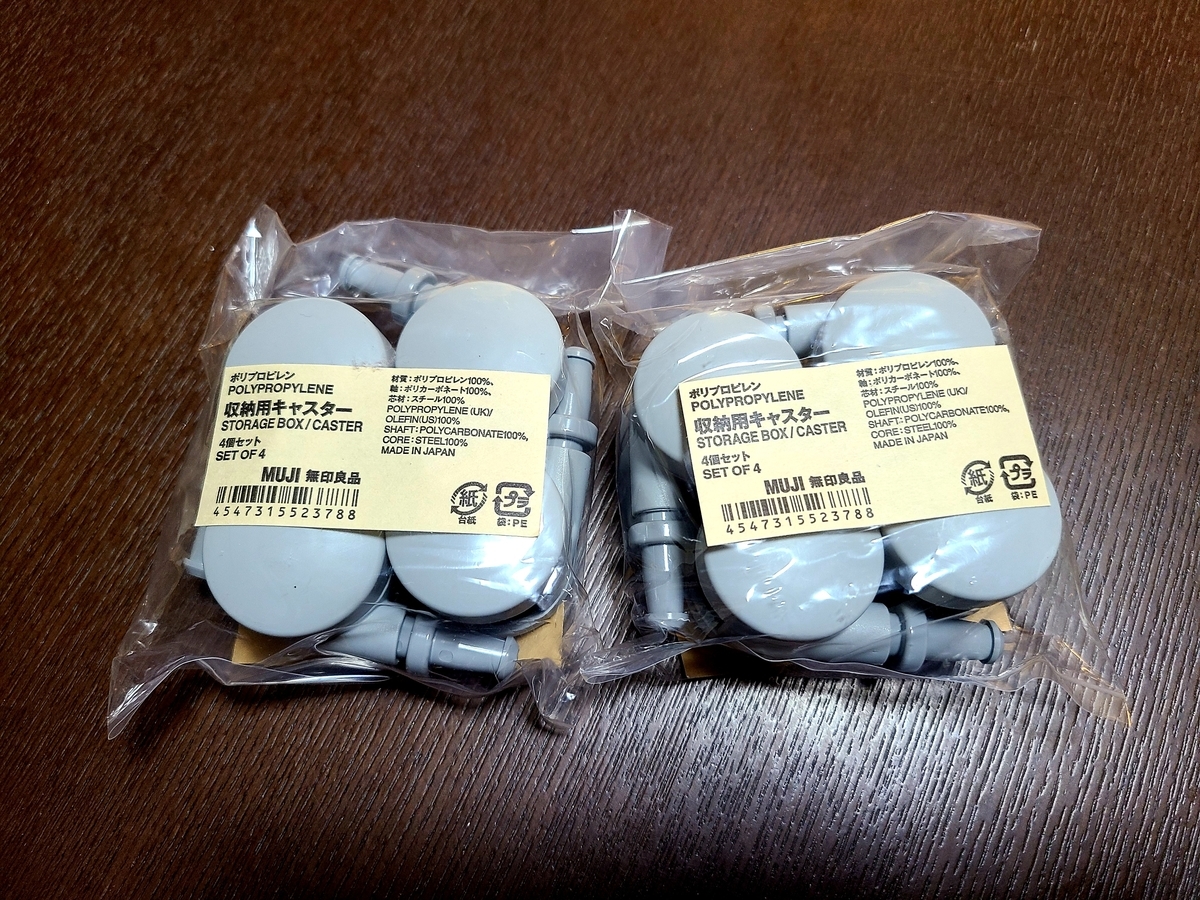 ポリプロピレン
POLYPROPYLENE
収納用キャスター
STORAGE BOX/CASTER
4個セット
SET OF 4
MUJI 無印良品
4547315523788
材質:ポリプロピレン100%、
軸:ポリカーボネート100%、
芯材:スチール100%
POLYPROPYLENE(UK)/
OLEFIN(US)100%
SHAFT:POLYCARBONATE100%,
CORE:STEEL100%
MADE IN JAPAN
紙
台紙
プラ
袋:PE
ポリプロピレン
POLYPROPYLENE
収納用キャスター
STORAGE BOX/CASTER
4個セット
SET OF 4
MUJI 無印良品
4547315523788
材質:ポリプロピレン100%、
軸:ポリカーボネート100%、
芯材:スチール100%
POLYPROPYLENE(UK)/
OLEFIN(US)100%
SHAFT:POLYCARBONATE100%,
CORE:STEEL100%
MADE IN JAPAN
紙
台紙
プラ
袋:PE